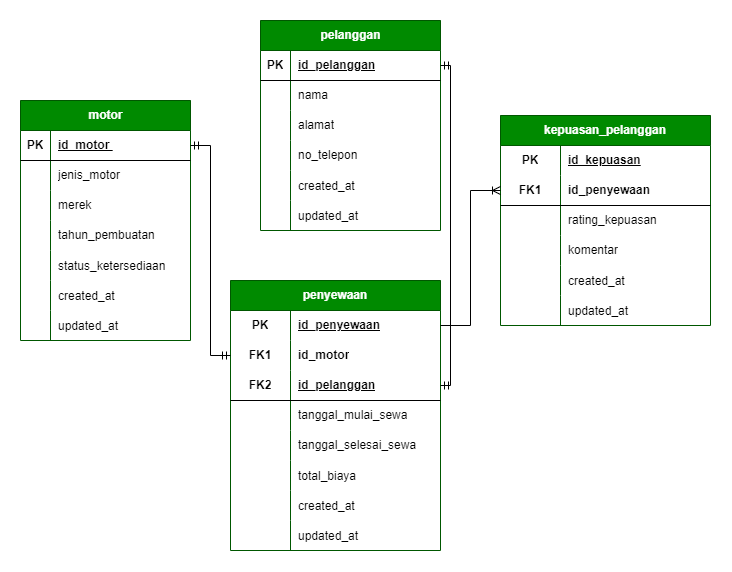 pelanggan
PK id_pelanggan
nama
alamat
no_telepon
created_at
updated_at
motor
PK id_motor
jenis_motor
merek
tahun_pembuatan
status_ketersediaan
created_at
updated_at
kepuasan_pelanggan
PK id_kepuasan
FK1 id_penyewaan
rating_kepuasan
komentar
created_at
updated_at
penyewaan
PK id_penyewaan
FK1 id_motor
FK2 id_pelanggan
tanggal_mulai_sewa
tanggal_selesai_sewa
total_biaya
created_at
updated_at